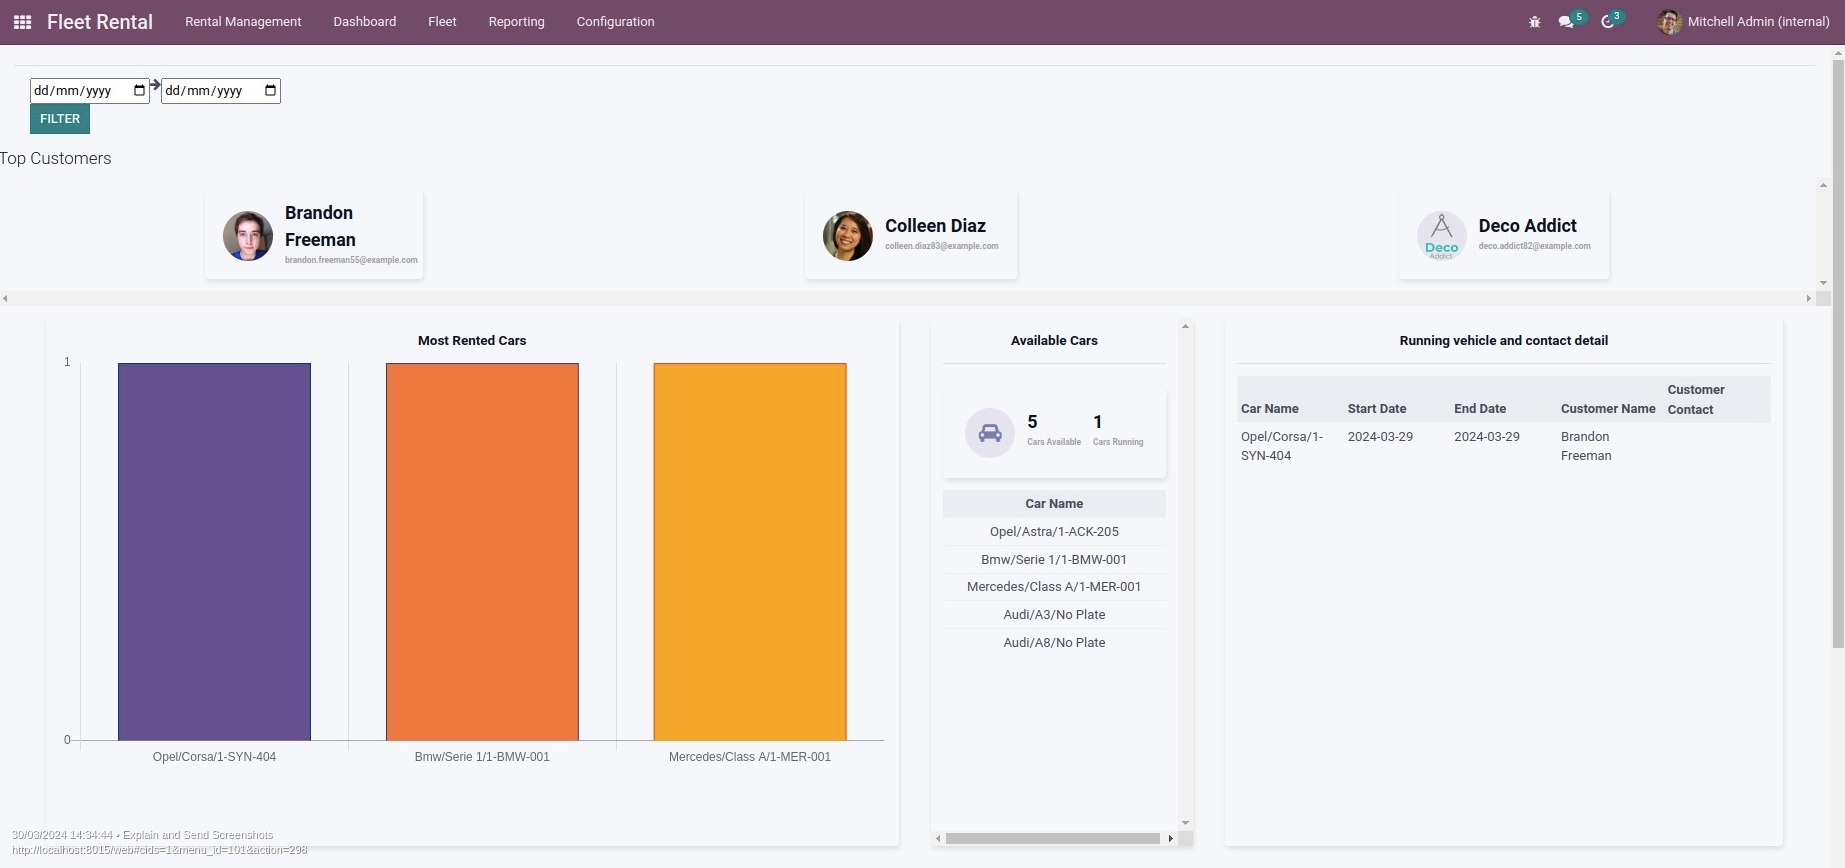 Fleet Rental
Rental Management
Dashboard
Fleet
Reporting
Configuration
5
3
Mitchell Admin (internal)
dd/mm/yyyy
dd/mm/yyyy
FILTER
Top Customers
Brandon
Freeman
brandon.freeman55@example.com
Colleen Diaz
colleen.diaz83@example.com
Deco
Addict
Deco Addict
deco.addict82@example.com
Most Rented Cars
1
0
Opel/Corsa/1-SYN-404
Bmw/Serie 1/1-BMW-001
Mercedes/Class A/1-MER-001
Available Cars
5
Cars Available
1
Cars Running
Car Name
Opel/Astra/1-ACK-205
Bmw/Serie 1/1-BMW-001
Mercedes/Class A/1-MER-001
Audi/A3/No Plate
Audi/A8/No Plate
Running vehicle and contact detail
Car Name
Start Date
End Date
Customer Name
Customer
Contact
Opel/Corsa/1-
SYN-404
2024-03-29
2024-03-29
Brandon
Freeman
30/03/2024 14:34:44 • Explain and Send Screenshots
http://localhost:8015/web#cids=1&menu_id=101&action=298